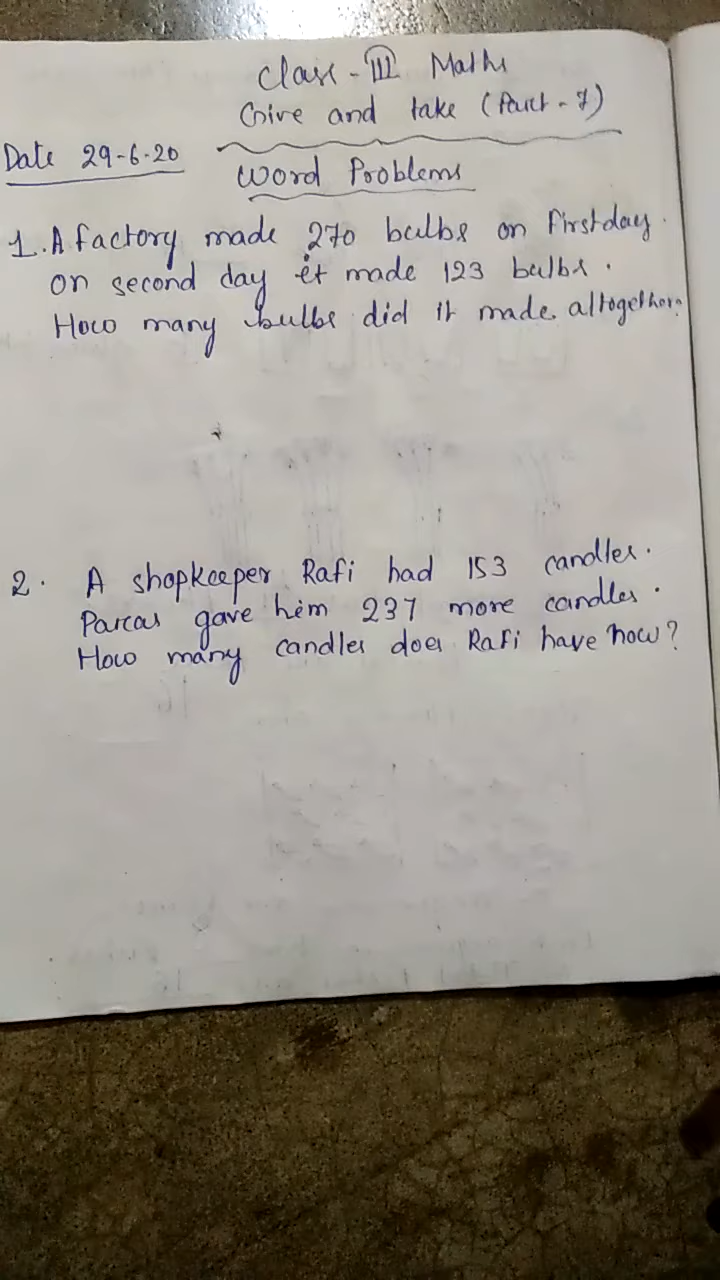 Class - III Maths
Give and take (Part - 7)
Date 29-6-20
Word Problems
1. A factory made 270 bulbs on first day.
on second day it made 123 bulbs.
How many bulbs did it made altogether?
2. A shopkeeper Rafi had 153 candles.
Paras gave him 237 more candles.
How many candles does Rafi have now?